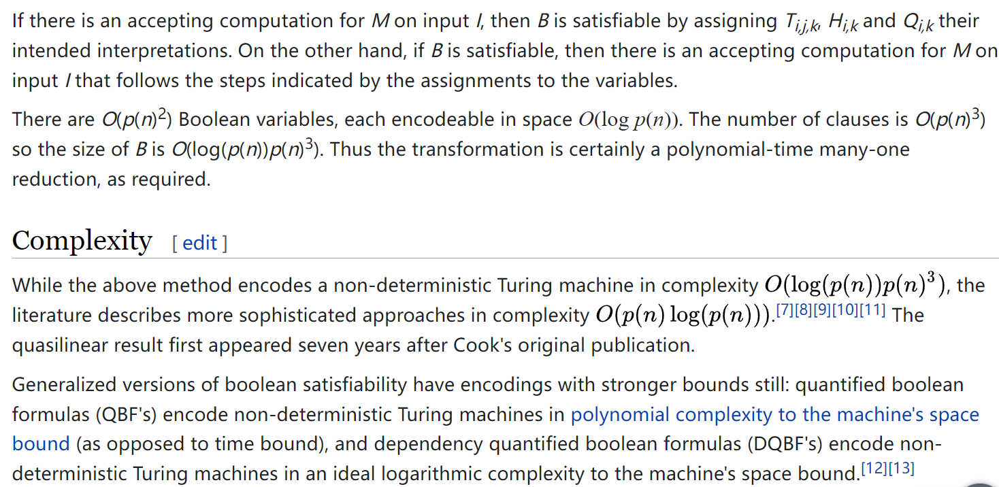 If there is an accepting computation for M on input I, then B is satisfiable by assigning T_{i,j,k}, H_{i,k} and Q_{i,k} their
intended interpretations. On the other hand, if B is satisfiable, then there is an accepting computation for M on
input I that follows the steps indicated by the assignments to the variables.
There are O(p(n)²) Boolean variables, each encodeable in space O(log p(n)). The number of clauses is O(p(n)³)
so the size of B is O(log(p(n))p(n)³). Thus the transformation is certainly a polynomial-time many-one
reduction, as required.
Complexity [ edit ]
While the above method encodes a non-deterministic Turing machine in complexity O(log(p(n))p(n)³), the
literature describes more sophisticated approaches in complexity O(p(n) log(p(n))).[7][8][9][10][11] The
quasilinear result first appeared seven years after Cook's original publication.
Generalized versions of boolean satisfiability have encodings with stronger bounds still: quantified boolean
formulas (QBF's) encode non-deterministic Turing machines in polynomial complexity to the machine's space
bound (as opposed to time bound), and dependency quantified boolean formulas (DQBF's) encode non-
deterministic Turing machines in an ideal logarithmic complexity to the machine's space bound.[12][13]